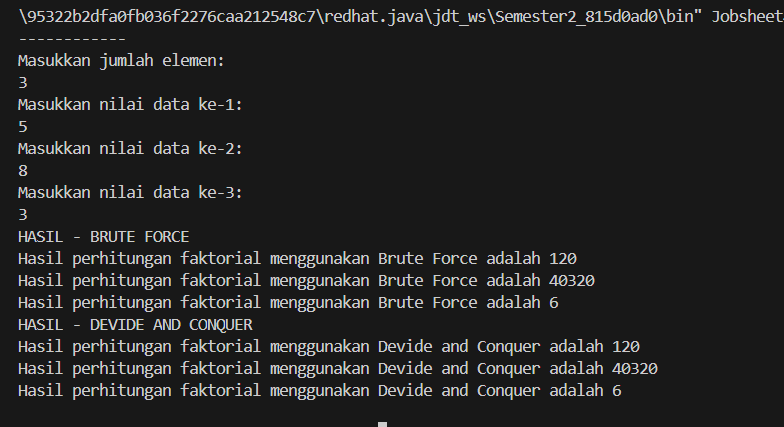 \95322b2dfa0fb036f2276caa212548c7\redhat.java\jdt_ws\Semester2_815d0ad0\bin" Jobsheet
------------
Masukkan jumlah elemen:
3
Masukkan nilai data ke-1:
5
Masukkan nilai data ke-2:
8
Masukkan nilai data ke-3:
3
HASIL - BRUTE FORCE
Hasil perhitungan faktorial menggunakan Brute Force adalah 120
Hasil perhitungan faktorial menggunakan Brute Force adalah 40320
Hasil perhitungan faktorial menggunakan Brute Force adalah 6
HASIL - DEVIDE AND CONQUER
Hasil perhitungan faktorial menggunakan Devide and Conquer adalah 120
Hasil perhitungan faktorial menggunakan Devide and Conquer adalah 40320
Hasil perhitungan faktorial menggunakan Devide and Conquer adalah 6